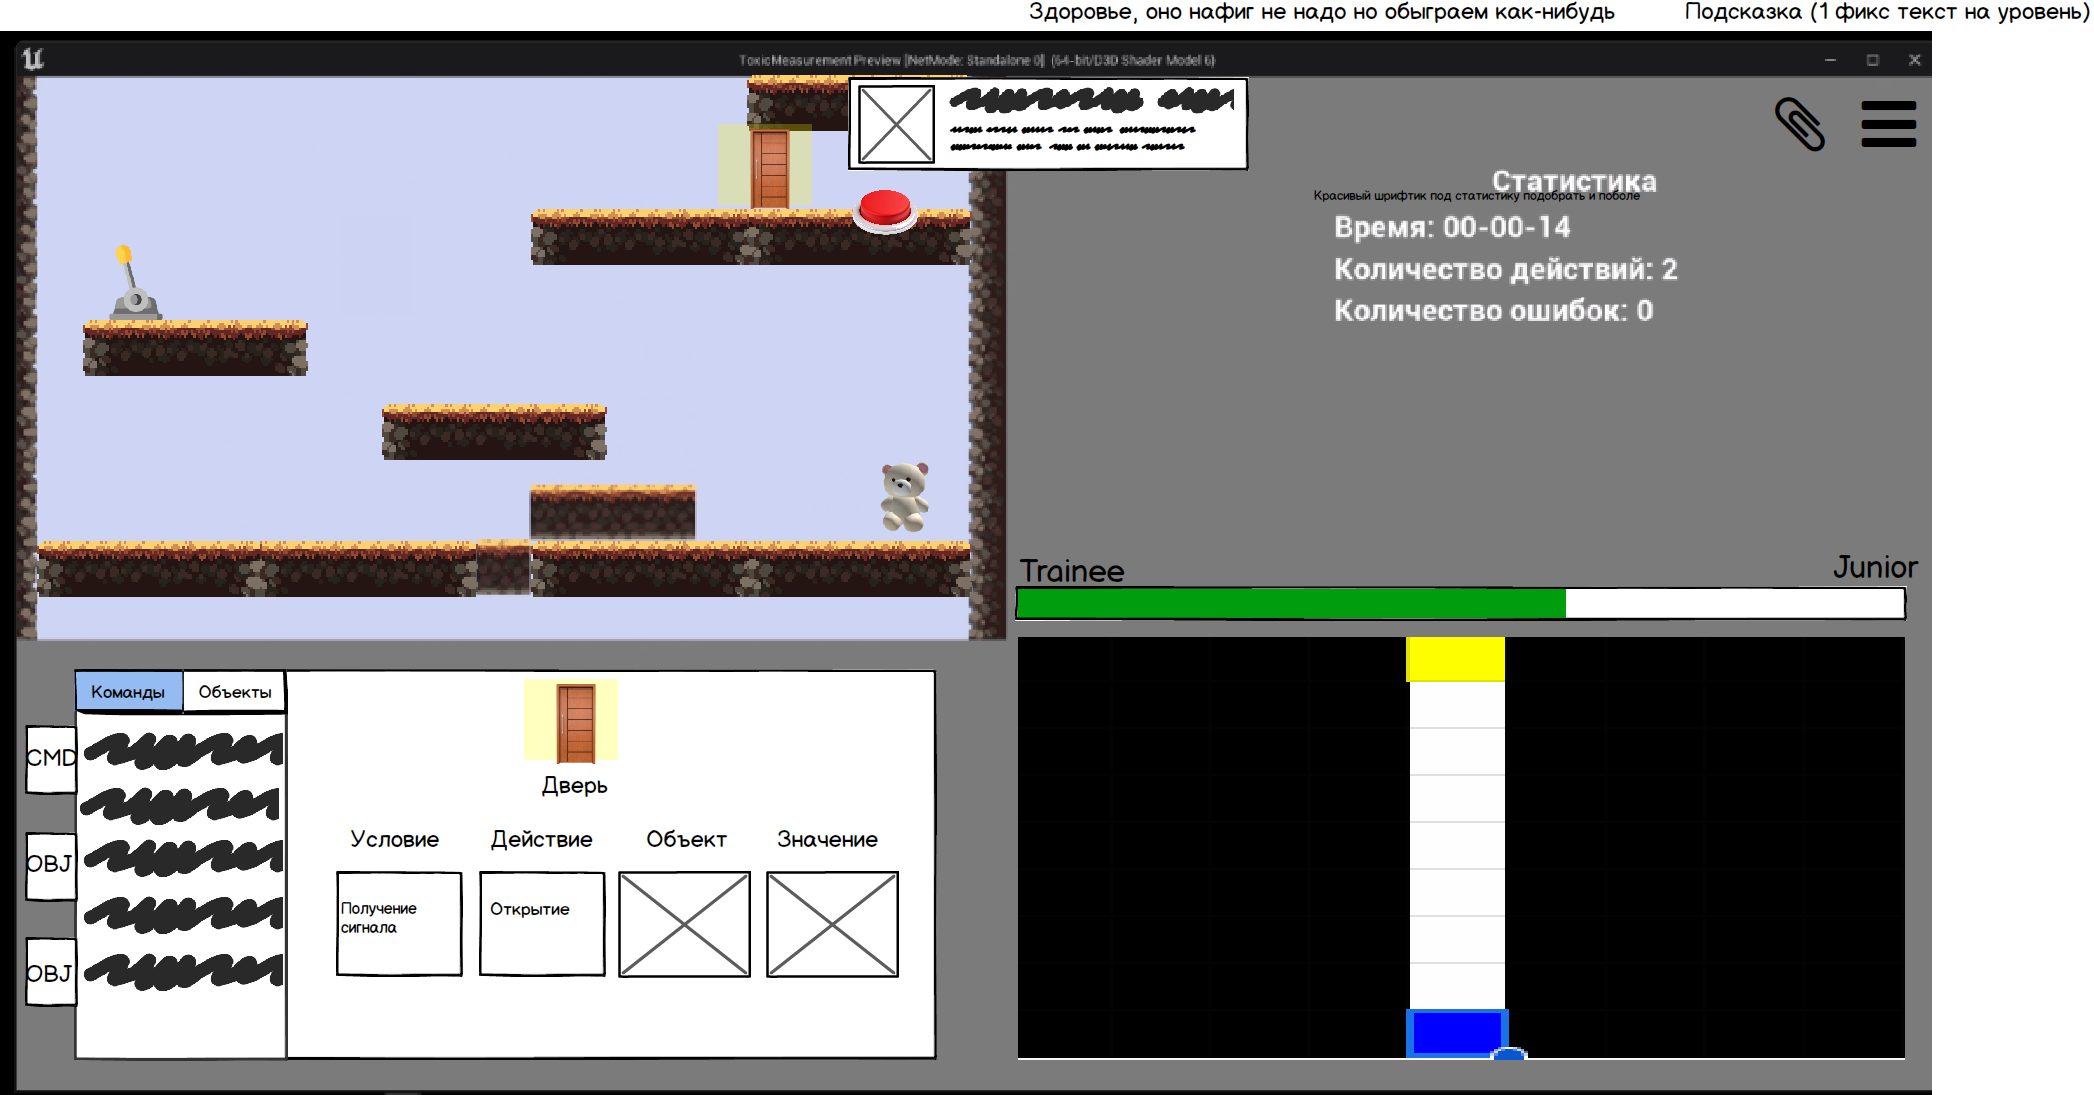 Здоровье, оно нафиг не надо но обыграем как-нибудь
Подсказка (1 фикс текст на уровень)
ToxicMeasurement Preview [NetMode: Standalone 0] (64-bit/D3D Shader Model 6)
Статистика
Красивый шрифтик под статистику подобрать и поболе
Время: 00-00-14
Количество действий: 2
Количество ошибок: 0
Trainee
Junior
Команды
Объекты
CMD
OBJ
OBJ
Дверь
Условие
Действие
Объект
Значение
Получение
сигнала
Открытие